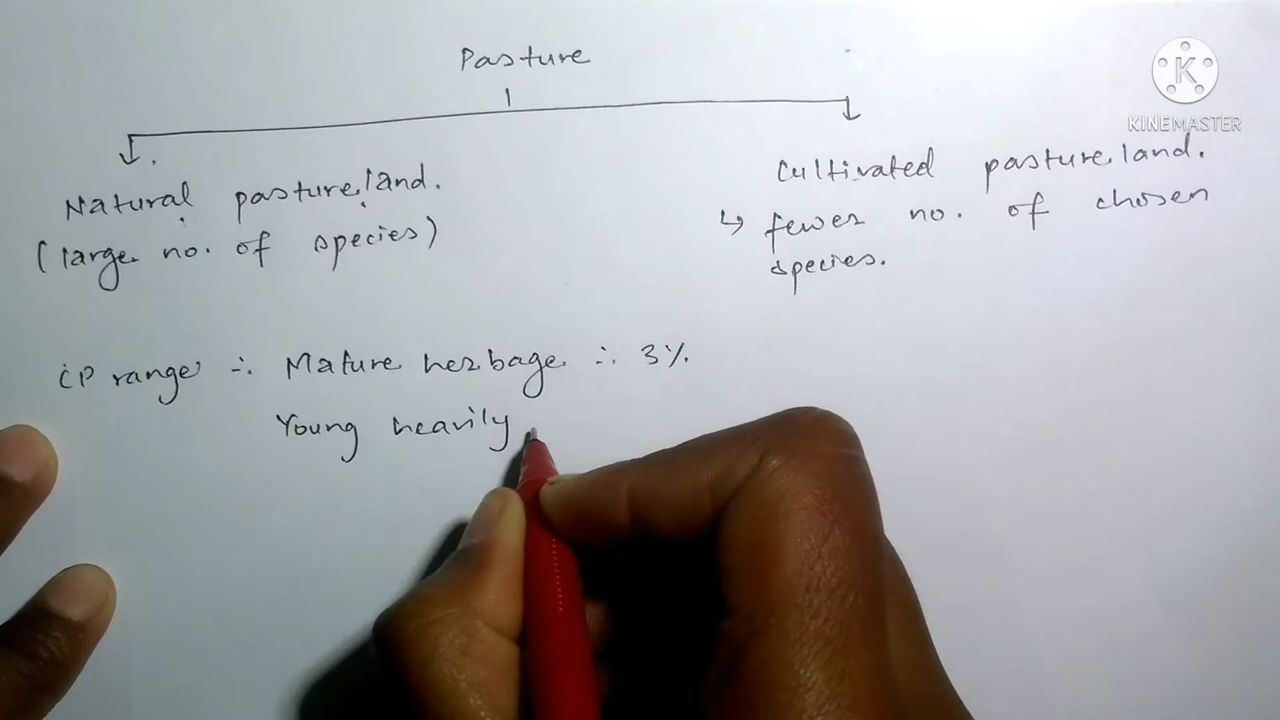 Pasture
Natural pasture land.
(large no. of species)
Cultivated pasture land.
↳ fewer no. of chosen
species.
CP range ∴ Mature herbage ∴ 3%
Young heavily
K
KINEMASTER